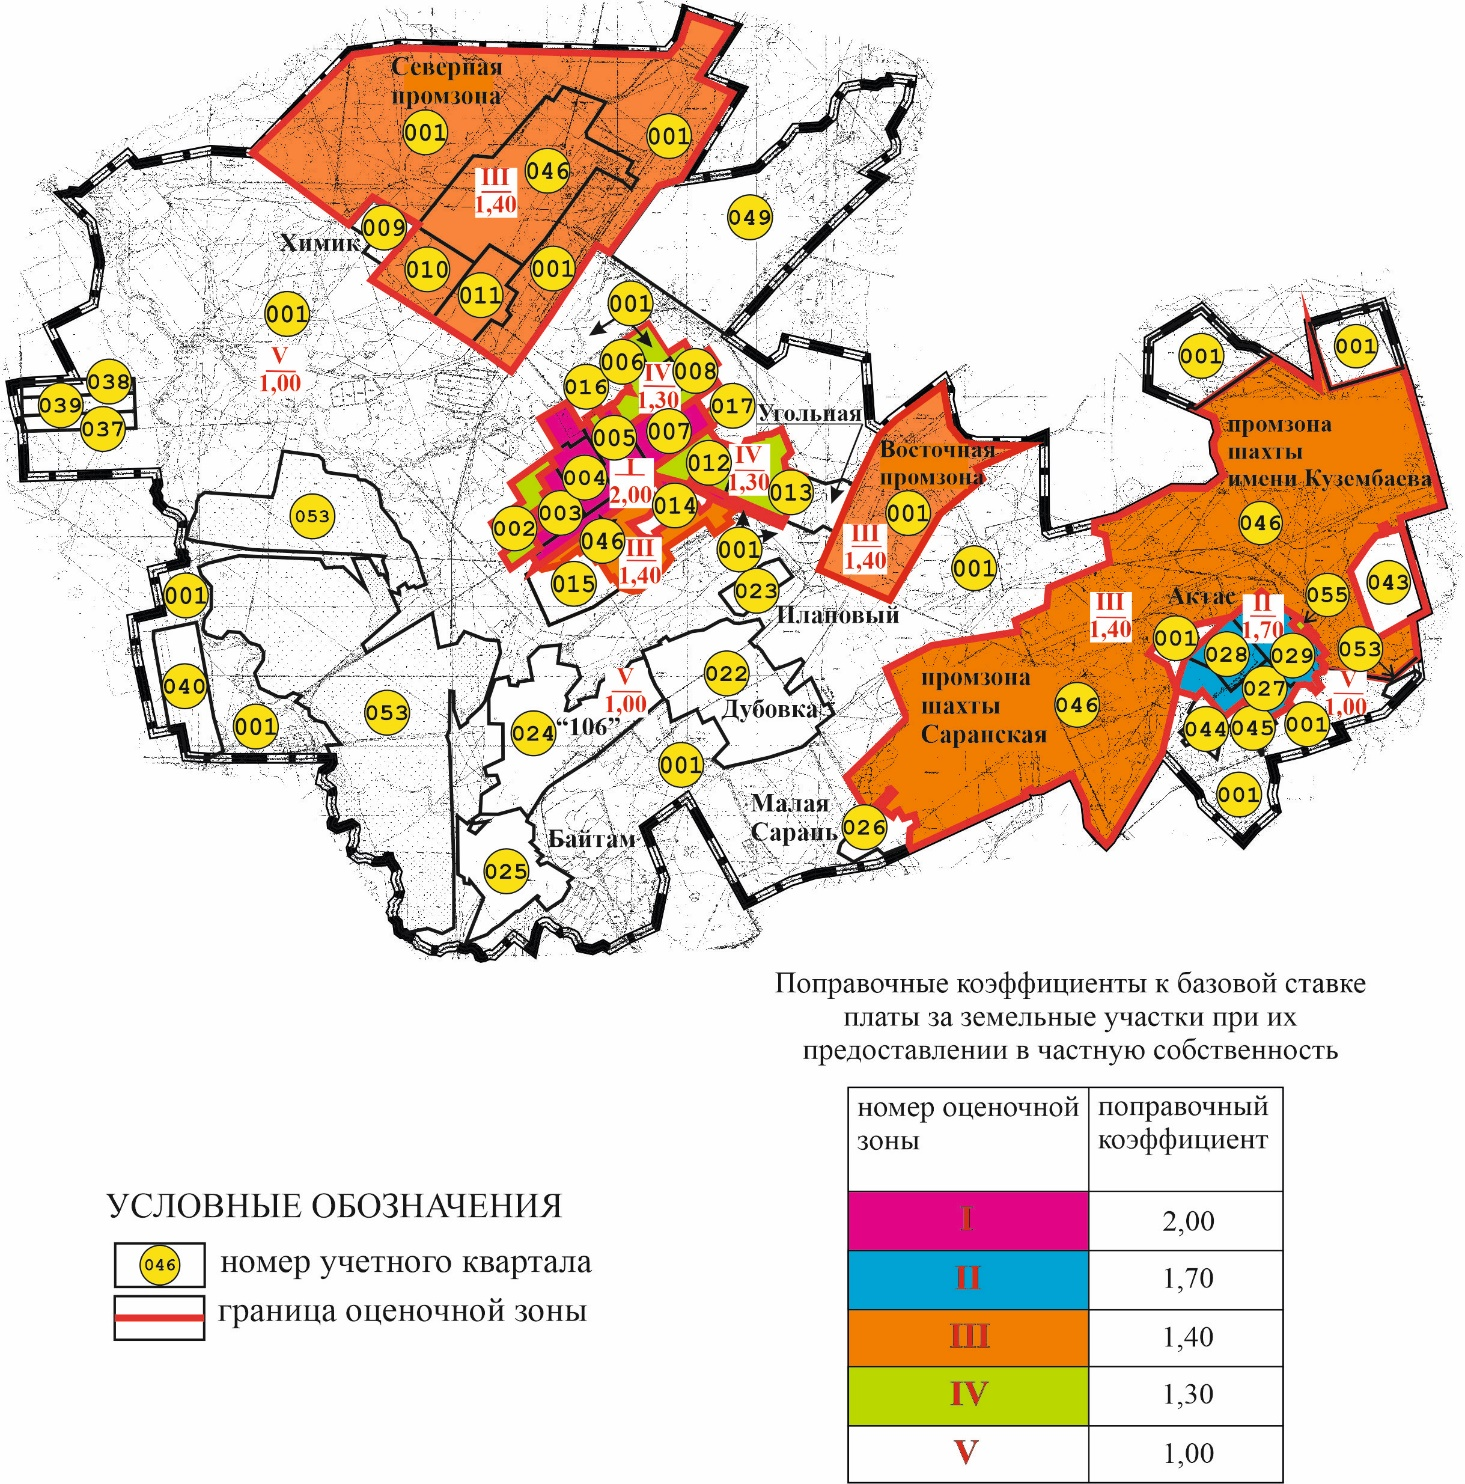 Северная
промзона
001
001
046
III
1,40
049
009
Химик
010
001
011
001
001
V
1,00
006
IV
1,30
008
016
017
038
039
037
Угольная
005
007
004
I
2,00
012
IV
1,30
013
003
002
014
046
III
1,40
001
015
023
Плановый
Восточная
промзона
001
III
1,40
001
001
001
промзона
шахты
имени Кузембаева
046
043
055
Актас
II
1,70
III
1,40
001
028
029
053
027
V
1,00
044
045
001
001
053
001
040
001
053
V
1,00
022
Дубовка
024
“106”
001
промзона
шахты
Саранская
046
Малая
Сарань
026
Байтам
025
Поправочные коэффициенты к базовой ставке
платы за земельные участки при их
предоставлении в частную собственность
номер оценочной
зоны
поправочный
коэффициент
I 2,00
II 1,70
III 1,40
IV 1,30
V 1,00
УСЛОВНЫЕ ОБОЗНАЧЕНИЯ
046 номер учетного квартала
граница оценочной зоны